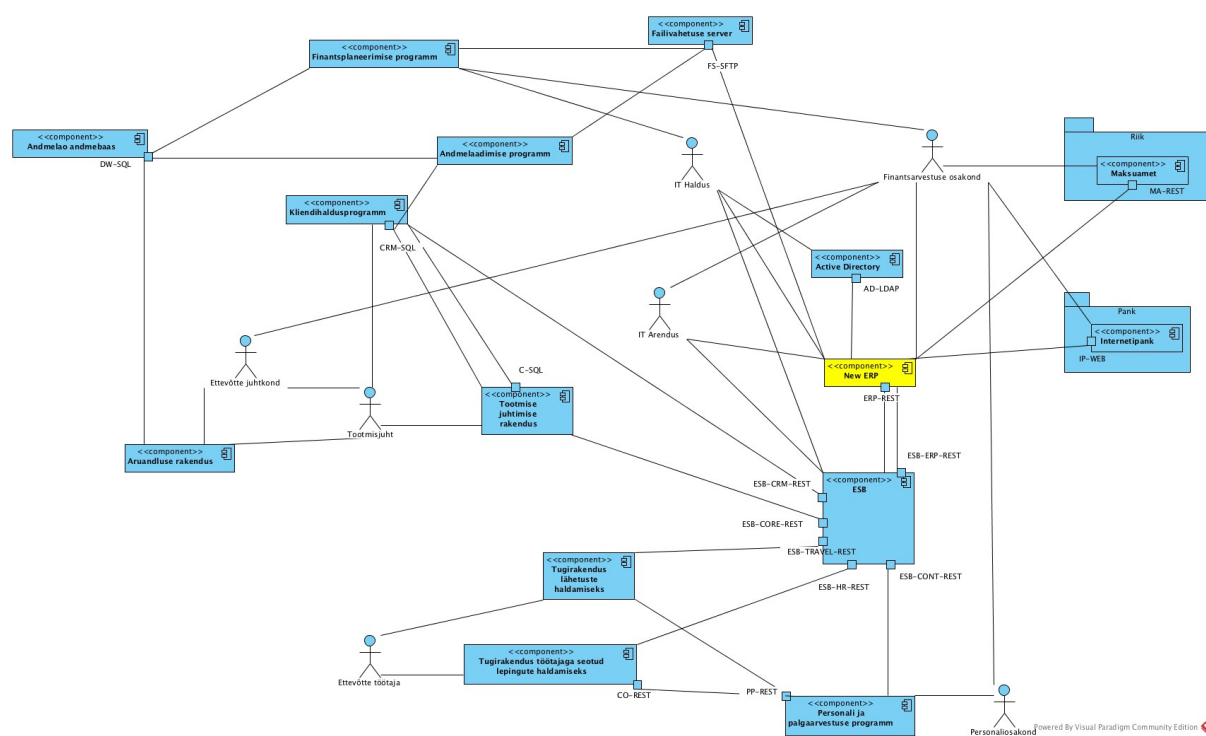 <<component>>
Failivahetuse server
FS-SFTP
<<component>>
Finantsplaneerimise programm
<<component>>
Andmelao andmebaas
DW-SQL
<<component>>
Andmelaadimise programm
IT Haldus
Finantsarvestuse osakond
Riik
<<component>>
Maksuamet
MA-REST
<<component>>
Kliendihaldusprogramm
CRM-SQL
<<component>>
Active Directory
AD-LDAP
IT Arendus
Pank
<<component>>
Internetipank
IP-WEB
Ettevõtte juhtkond
<<component>>
New ERP
ERP-REST
C-SQL
<<component>>
Tootmise
juhtimise
rakendus
Tootmisjuht
<<component>>
Aruandluse rakendus
ESB-ERP-REST
<<component>>
ESB
ESB-CRM-REST
ESB-CORE-REST
ESB-TRAVEL-REST
ESB-HR-REST
ESB-CONT-REST
<<component>>
Tugirakendus
lähetuste
haldamiseks
Ettevõtte töötaja
<<component>>
Tugirakendus töötajaga seotud
lepingute haldamiseks
CO-REST
PP-REST
<<component>>
Personali ja
palgaarvestuse programm
Personaliosakond
Powered By Visual Paradigm Community Edition